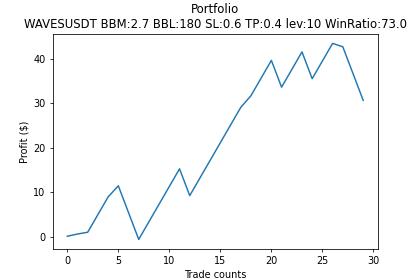 Portfolio
WAVESUSDT BBM:2.7 BBL:180 SL:0.6 TP:0.4 lev:10 WinRatio:73.0
Profit ($)
40
30
20
10
0
0 5 10 15 20 25 30
Trade counts